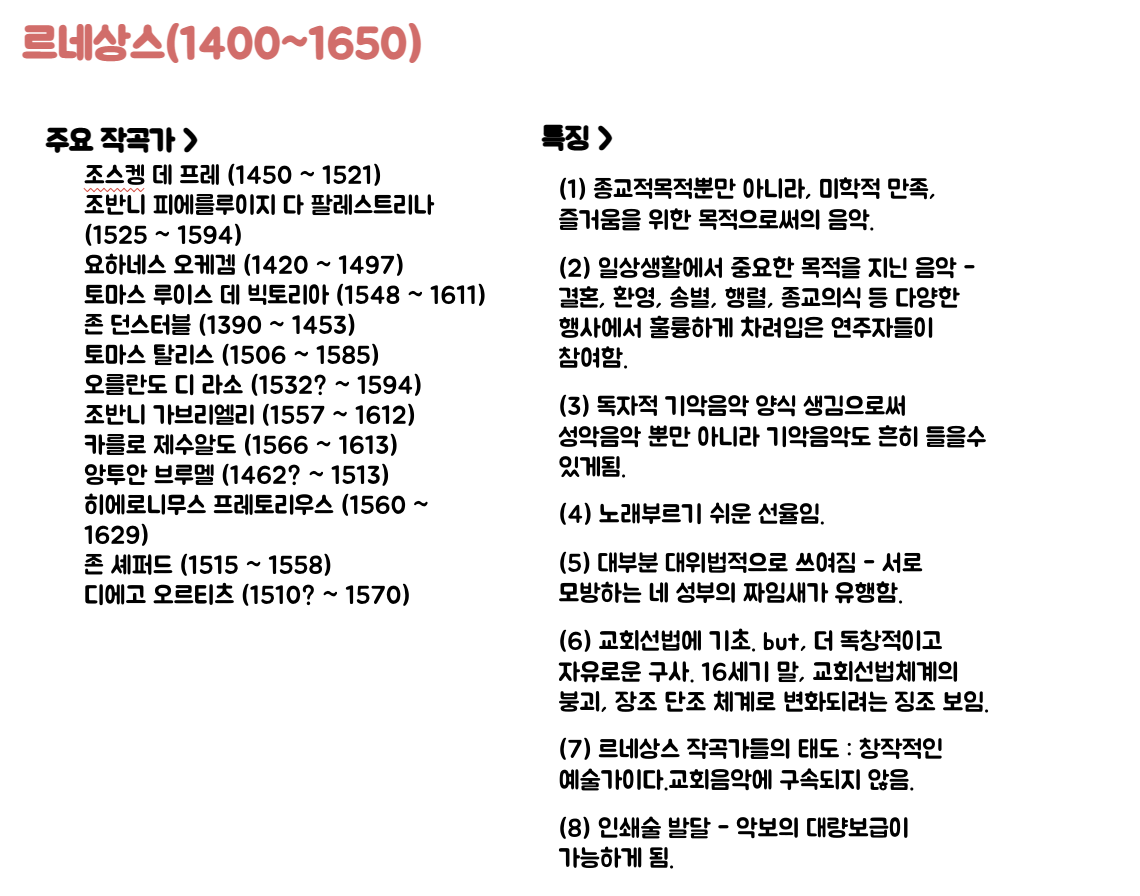 르네상스(1400~1650)
주요 작곡가 >
조스켕 데 프레 (1450 ~ 1521)
조반니 피에를루이지 다 팔레스트리나
(1525 ~ 1594)
요하네스 오케겜 (1420 ~ 1497)
토마스 루이스 데 빅토리아 (1548 ~ 1611)
존 던스터블 (1390 ~ 1453)
토마스 탈리스 (1506 ~ 1585)
오를란도 디 라소 (1532? ~ 1594)
조반니 가브리엘리 (1557 ~ 1612)
카를로 제수알도 (1566 ~ 1613)
앙투안 브루멜 (1462? ~ 1513)
히에로니무스 프레토리우스 (1560 ~
1629)
존 셰퍼드 (1515 ~ 1558)
디에고 오르티츠 (1510? ~ 1570)
특징 >
(1) 종교적목적뿐만 아니라, 미학적 만족,
즐거움을 위한 목적으로써의 음악.
(2) 일상생활에서 중요한 목적을 지닌 음악 -
결혼, 환영, 송별, 행렬, 종교의식 등 다양한
행사에서 훌륭하게 차려입은 연주자들이
참여함.
(3) 독자적 기악음악 양식 생김으로써
성악음악 뿐만 아니라 기악음악도 흔히 들을수
있게됨.
(4) 노래부르기 쉬운 선율임.
(5) 대부분 대위법적으로 쓰여짐 - 서로
모방하는 네 성부의 짜임새가 유행함.
(6) 교회선법에 기초. but, 더 독창적이고
자유로운 구사. 16세기 말, 교회선법체계의
붕괴, 장조 단조 체계로 변화되려는 징조 보임.
(7) 르네상스 작곡가들의 태도 : 창작적인
예술가이다.교회음악에 구속되지 않음.
(8) 인쇄술 발달 - 악보의 대량보급이
가능하게 됨.